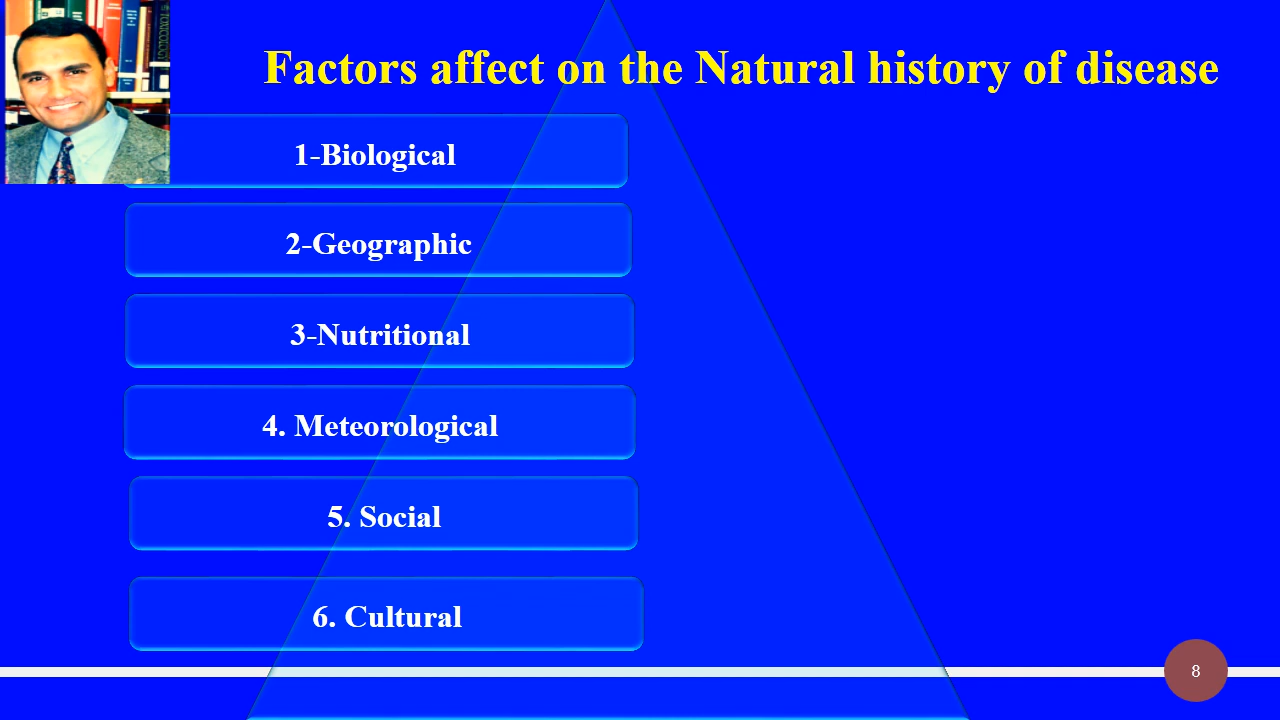 TOXICOLOGY
Factors affect on the Natural history of disease
1-Biological
2-Geographic
3-Nutritional
4. Meteorological
5. Social
6. Cultural
8